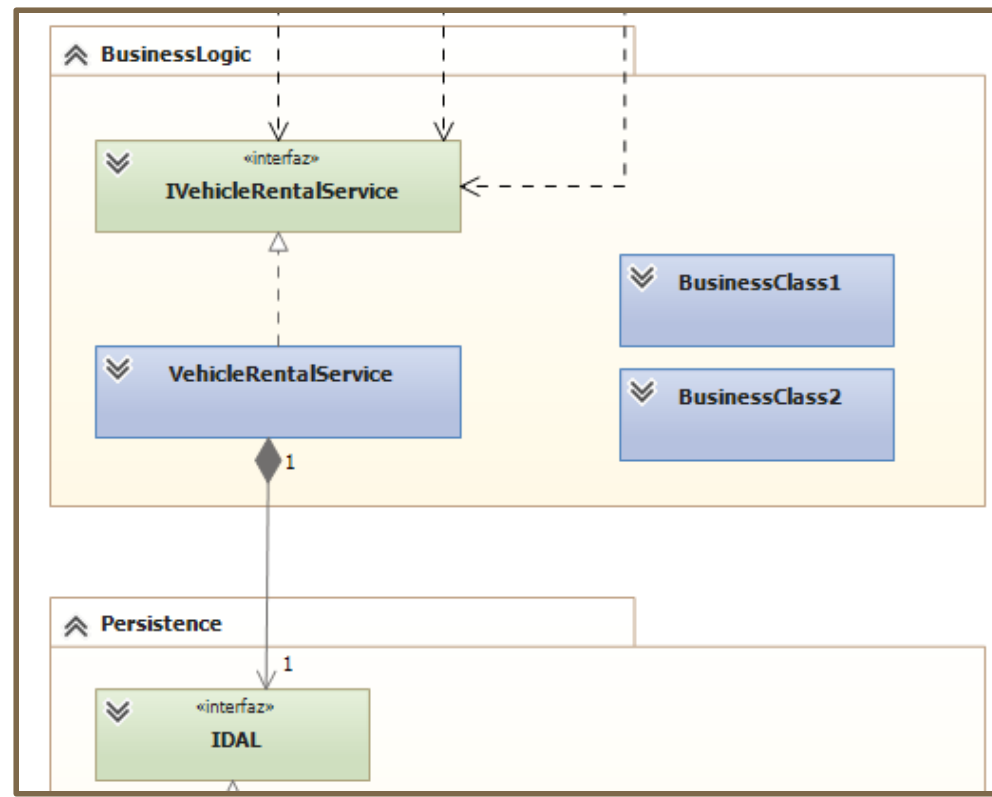 BusinessLogic
«interfaz»
IVehicleRentalService
BusinessClass1
VehicleRentalService
BusinessClass2
1
Persistence
1
«interfaz»
IDAL